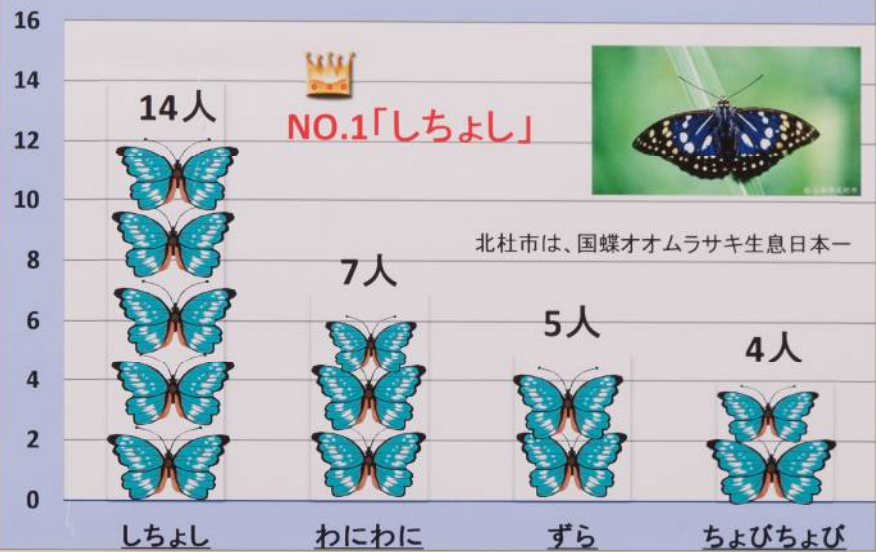 16
14
12
10
8
6
4
2
0
14人
NO.1「しちょし」
北杜市は、国蝶オオムラサキ生息日本一
7人
5人
4人
しちょし
わにわに
ずら
ちょびちょび